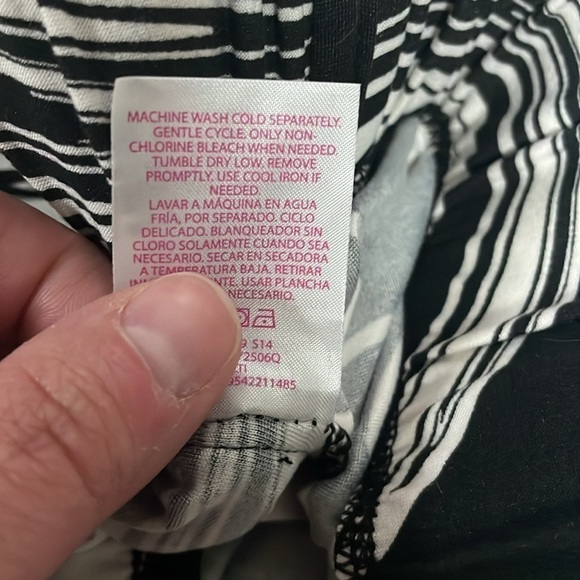 MACHINE WASH COLD SEPARATELY.
GENTLE CYCLE. ONLY NON-
CHLORINE BLEACH WHEN NEEDED.
TUMBLE DRY LOW. REMOVE
PROMPTLY. USE COOL IRON IF
NEEDED.
LAVAR A MÁQUINA EN AGUA
FRÍA, POR SEPARADO. CICLO
DELICADO. BLANQUEADOR SIN
CLORO SOLAMENTE CUANDO SEA
NECESARIO. SECAR EN SECADORA
A TEMPERATURA BAJA. RETIRAR
USAR PLANCHA
NECESARIO.
S14
2506Q
9542211485